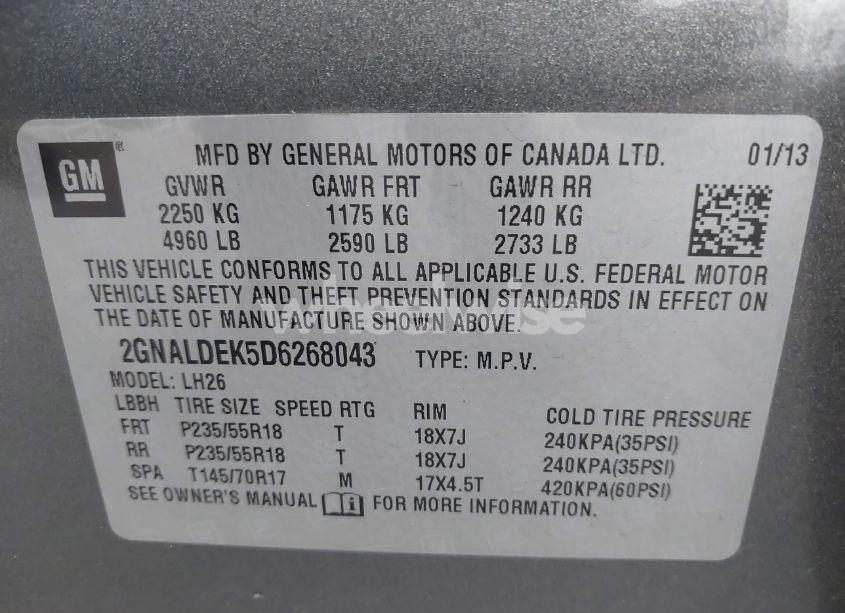 GM ® MFD BY GENERAL MOTORS OF CANADA LTD. 01/13
GVWR GAWR FRT GAWR RR
2250 KG 1175 KG 1240 KG
4960 LB 2590 LB 2733 LB
THIS VEHICLE CONFORMS TO ALL APPLICABLE U.S. FEDERAL MOTOR
VEHICLE SAFETY AND THEFT PREVENTION STANDARDS IN EFFECT ON
THE DATE OF MANUFACTURE SHOWN ABOVE.
2GNALDEK5D6268043 TYPE: M.P.V.
MODEL: LH26
LBBH TIRE SIZE SPEED RTG RIM COLD TIRE PRESSURE
FRT P235/55R18 T 18X7J 240KPA(35PSI)
RR P235/55R18 T 18X7J 240KPA(35PSI)
SPA T145/70R17 M 17X4.5T 420KPA(60PSI)
SEE OWNER'S MANUAL i FOR MORE INFORMATION.